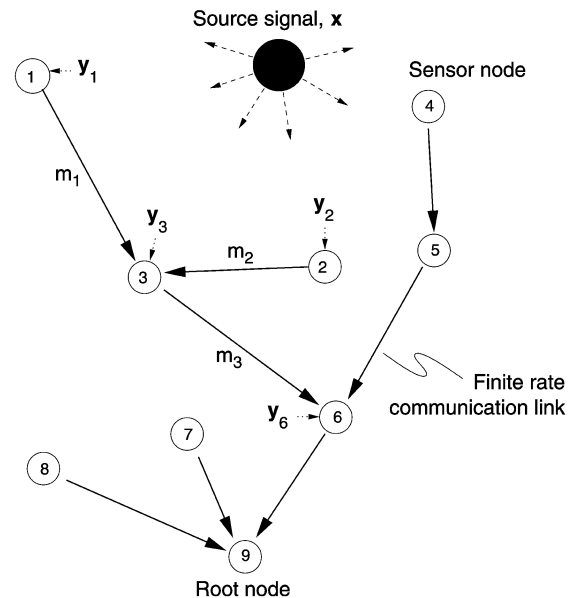 Source signal, x
1
y1
Sensor node
4
m1
y3
y2
m2
3
2
5
m3
Finite rate
communication link
y6
6
7
8
9
Root node